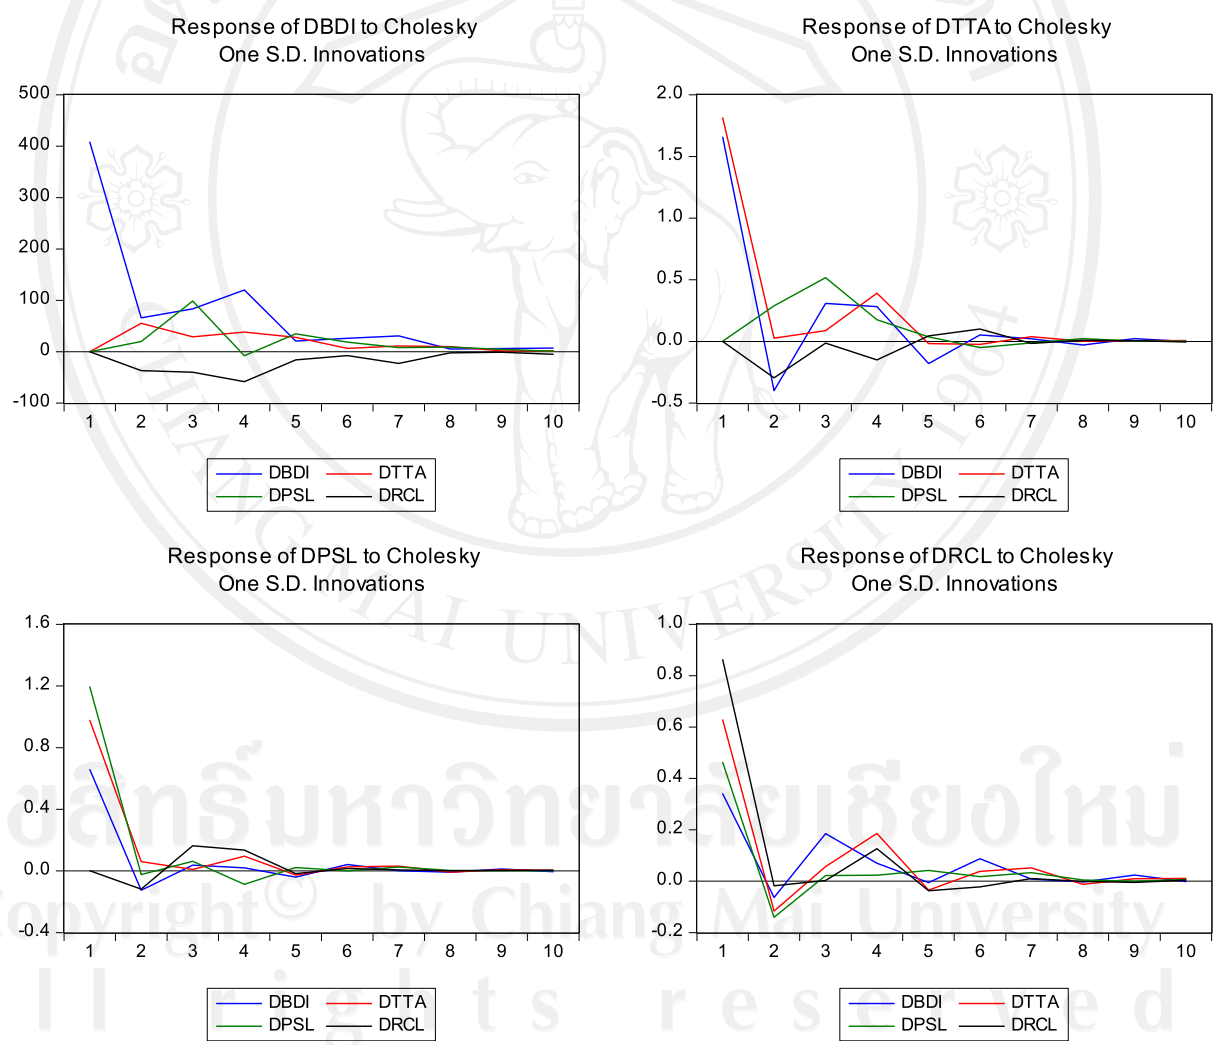 Response of DBDI to Cholesky
One S.D. Innovations
500
400
300
200
100
0
-100
1 2 3 4 5 6 7 8 9 10
DBDI DTTA
DPSL DRCL
Response of DTTA to Cholesky
One S.D. Innovations
2.0
1.5
1.0
0.5
0.0
-0.5
1 2 3 4 5 6 7 8 9 10
DBDI DTTA
DPSL DRCL
Response of DPSL to Cholesky
One S.D. Innovations
1.6
1.2
0.8
0.4
0.0
-0.4
1 2 3 4 5 6 7 8 9 10
DBDI DTTA
DPSL DRCL
Response of DRCL to Cholesky
One S.D. Innovations
1.0
0.8
0.6
0.4
0.2
0.0
-0.2
1 2 3 4 5 6 7 8 9 10
DBDI DTTA
DPSL DRCL
CHIANG MAI UNIVERSITY 1964
by Chiang Mai University
rights reserved